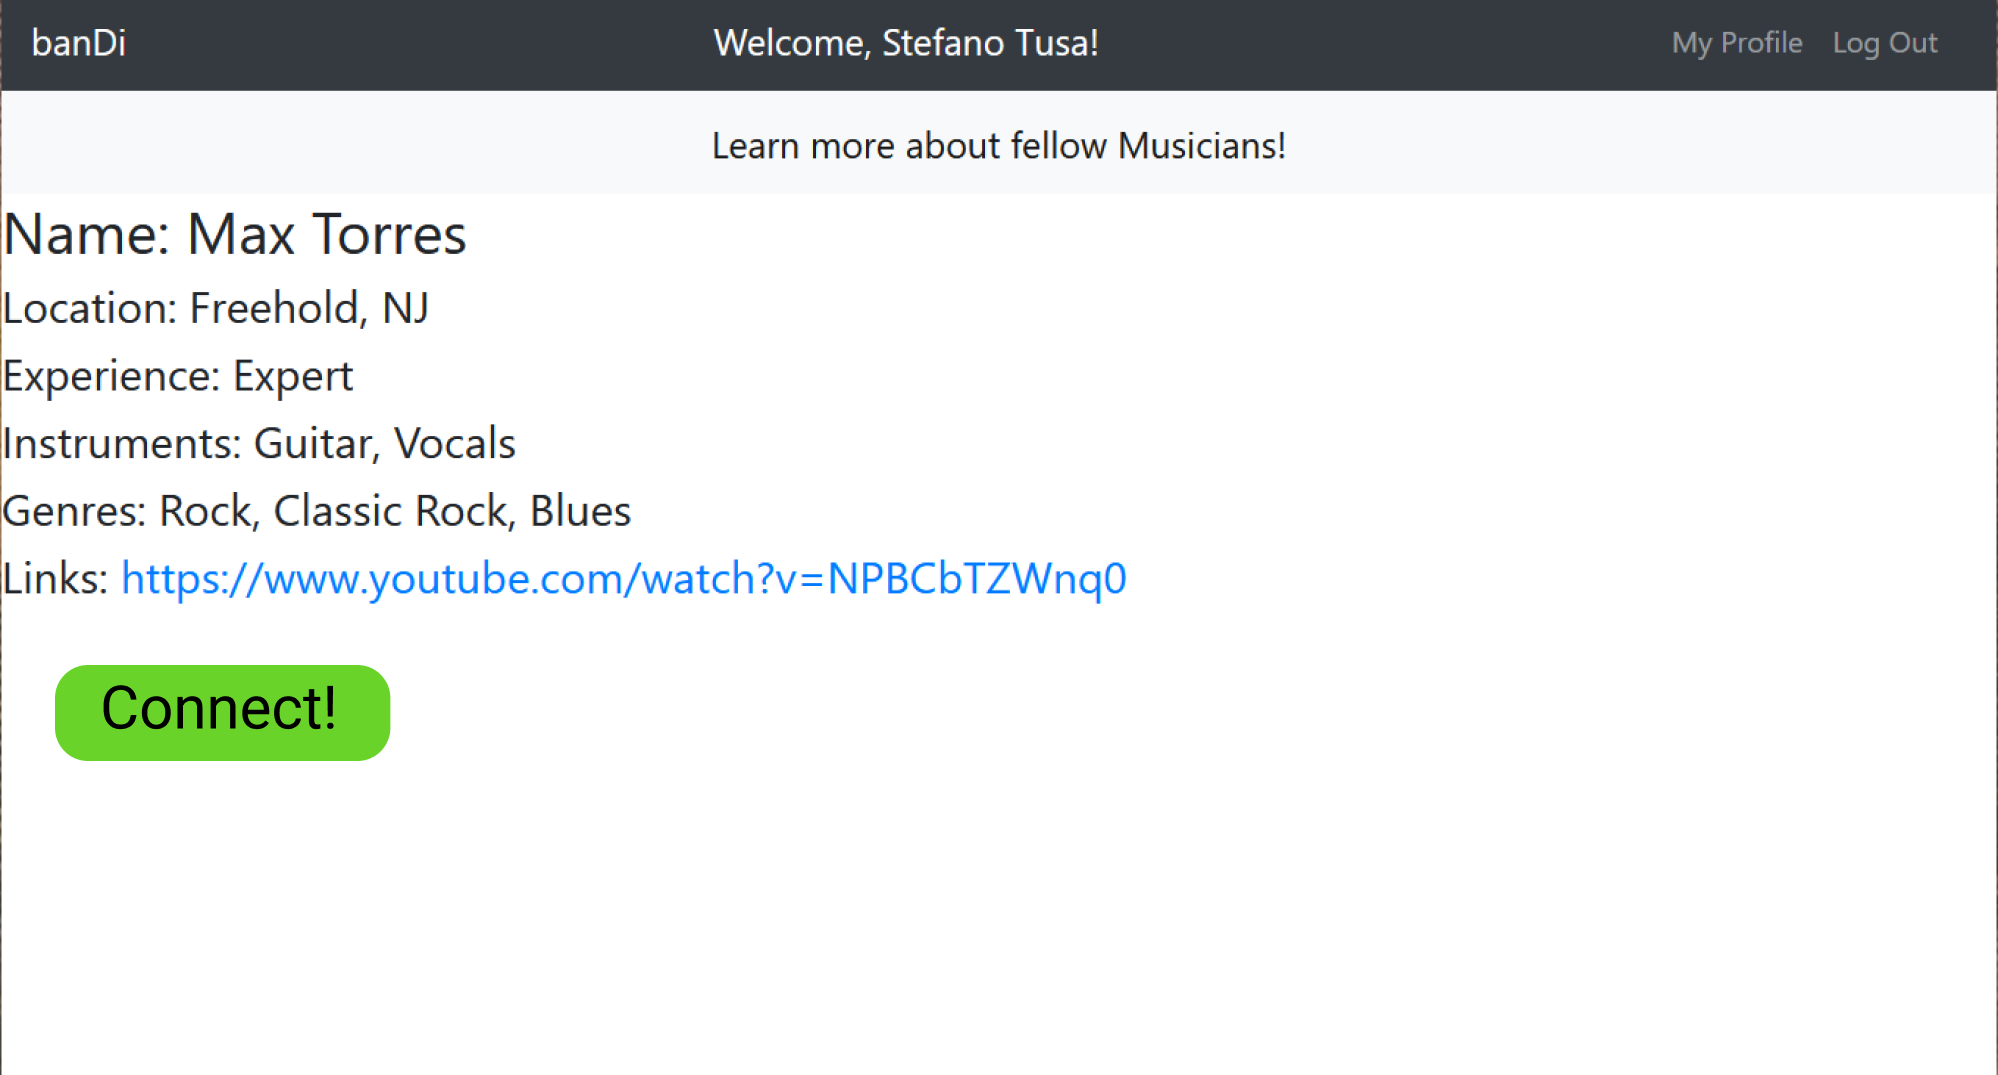 banDi Welcome, Stefano Tusa! My Profile Log Out
Learn more about fellow Musicians!
Name: Max Torres
Location: Freehold, NJ
Experience: Expert
Instruments: Guitar, Vocals
Genres: Rock, Classic Rock, Blues
Links: https://www.youtube.com/watch?v=NPBCbTZWnq0
Connect!